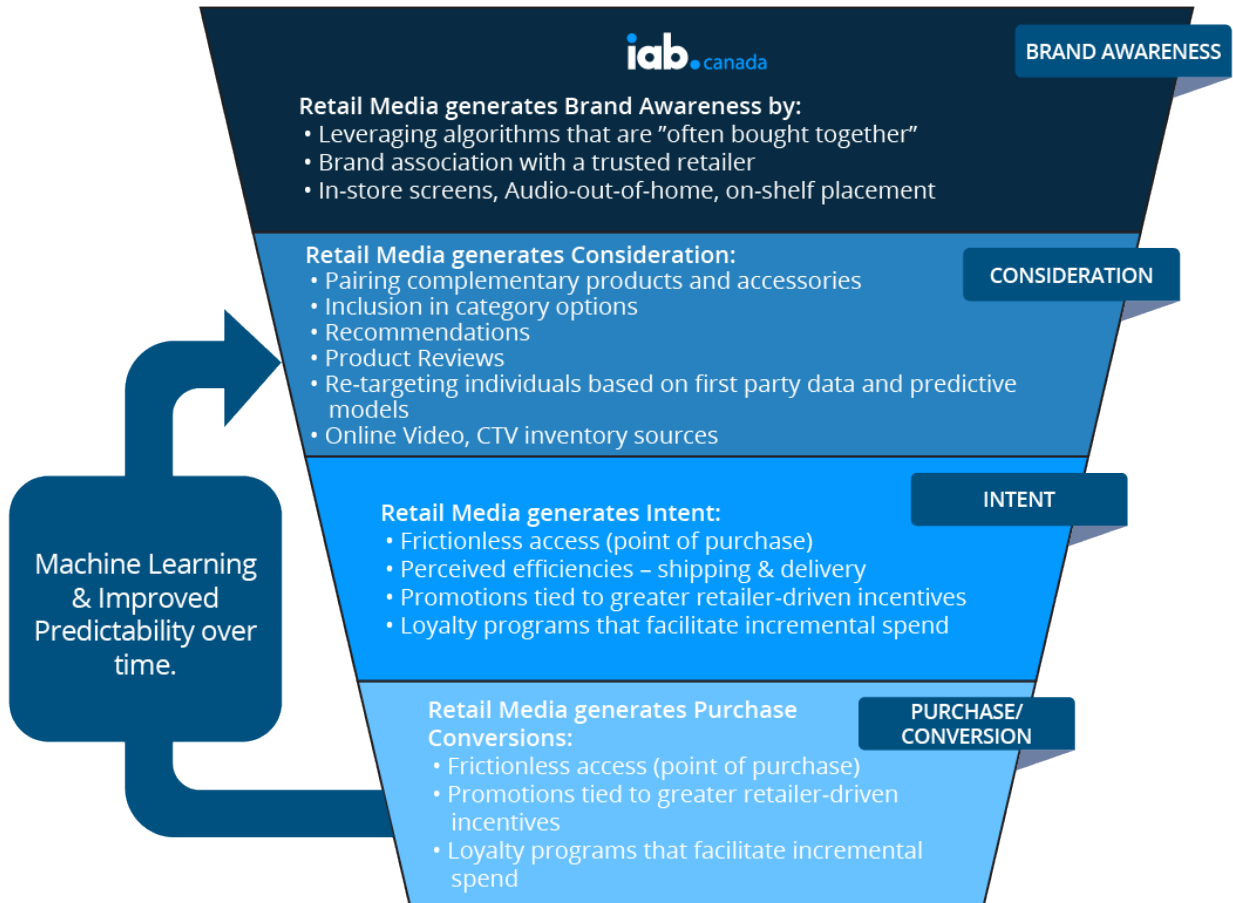 iab.canada
BRAND AWARENESS
Retail Media generates Brand Awareness by:
• Leveraging algorithms that are ”often bought together”
• Brand association with a trusted retailer
• In-store screens, Audio-out-of-home, on-shelf placement
CONSIDERATION
Retail Media generates Consideration:
• Pairing complementary products and accessories
• Inclusion in category options
• Recommendations
• Product Reviews
• Re-targeting individuals based on first party data and predictive
models
• Online Video, CTV inventory sources
INTENT
Retail Media generates Intent:
• Frictionless access (point of purchase)
• Perceived efficiencies – shipping & delivery
• Promotions tied to greater retailer-driven incentives
• Loyalty programs that facilitate incremental spend
PURCHASE/
CONVERSION
Retail Media generates Purchase
Conversions:
• Frictionless access (point of purchase)
• Promotions tied to greater retailer-driven
incentives
• Loyalty programs that facilitate incremental
spend
Machine Learning
& Improved
Predictability over
time.